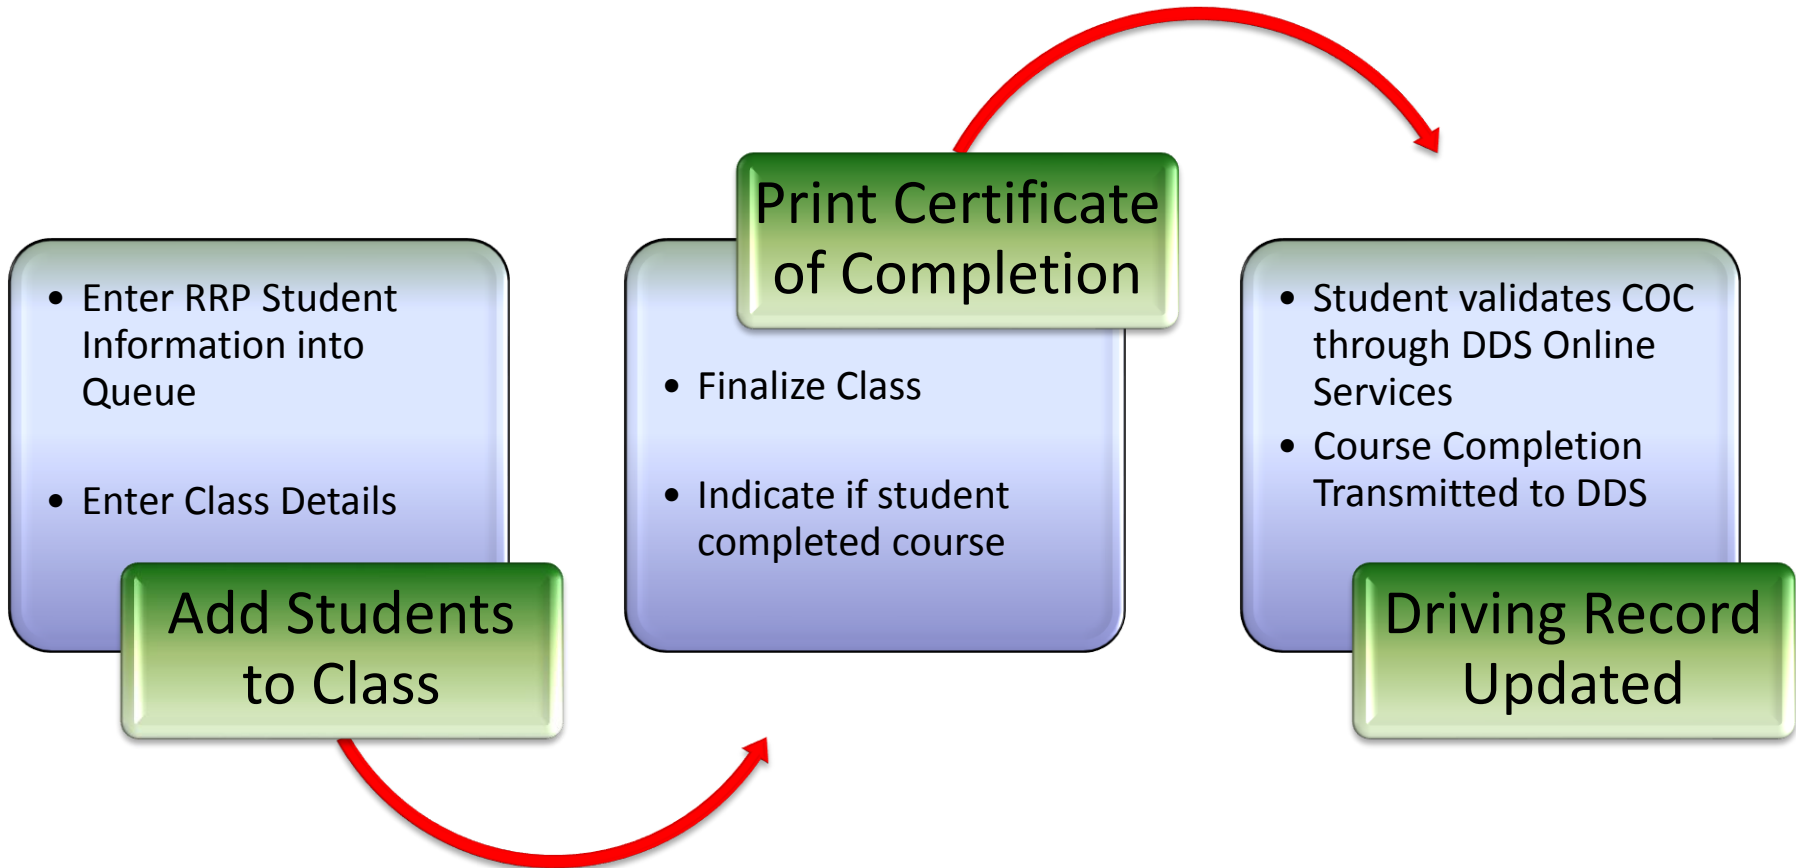 • Enter RRP Student
Information into
Queue
• Enter Class Details
Add Students
to Class
Print Certificate
of Completion
• Finalize Class
• Indicate if student
completed course
• Student validates COC
through DDS Online
Services
• Course Completion
Transmitted to DDS
Driving Record
Updated